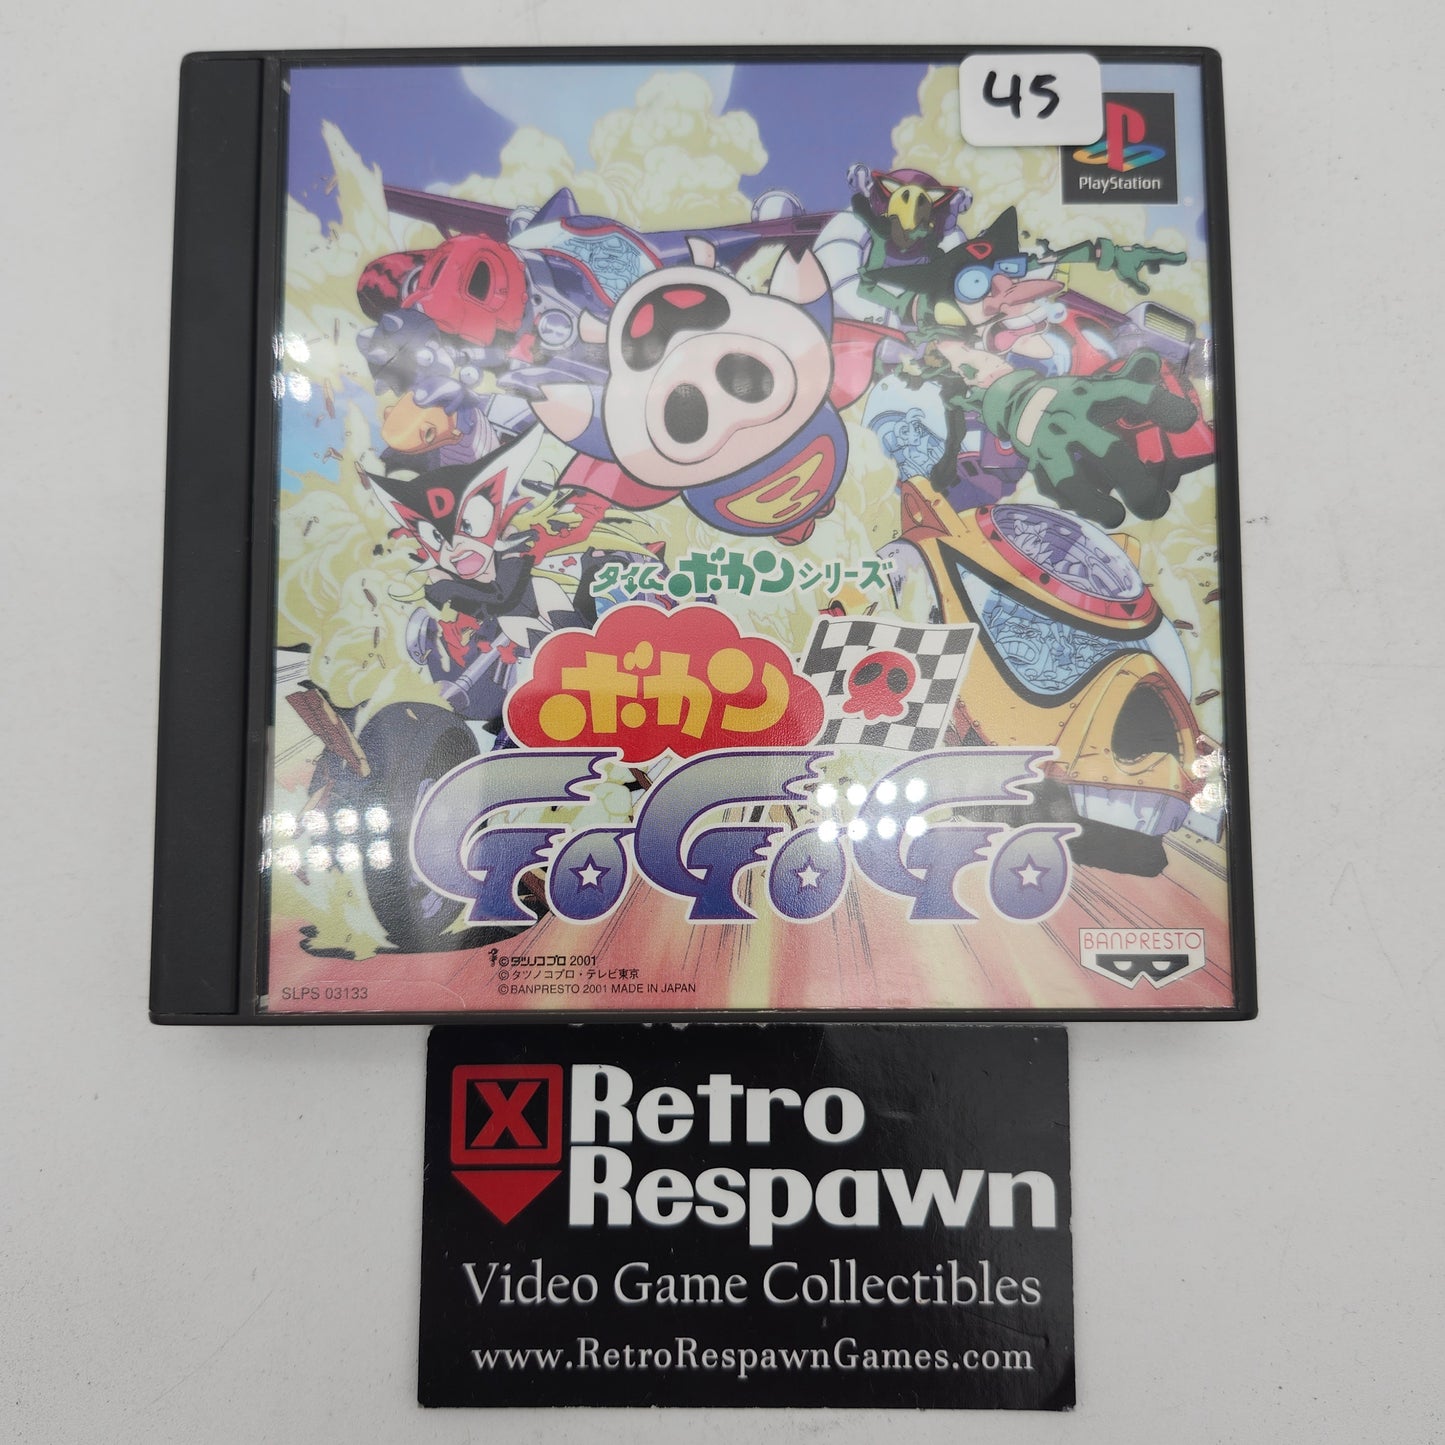 45
PlayStation
D
D
B
タイムボカンシリーズ
ボカン
GoGoGo
BANPRESTO
©タツノコプロ 2001
©タツノコプロ・テレビ東京
©BANPRESTO 2001 MADE IN JAPAN
SLPS 03133
X Retro
Respawn
Video Game Collectibles
www.RetroRespawnGames.com